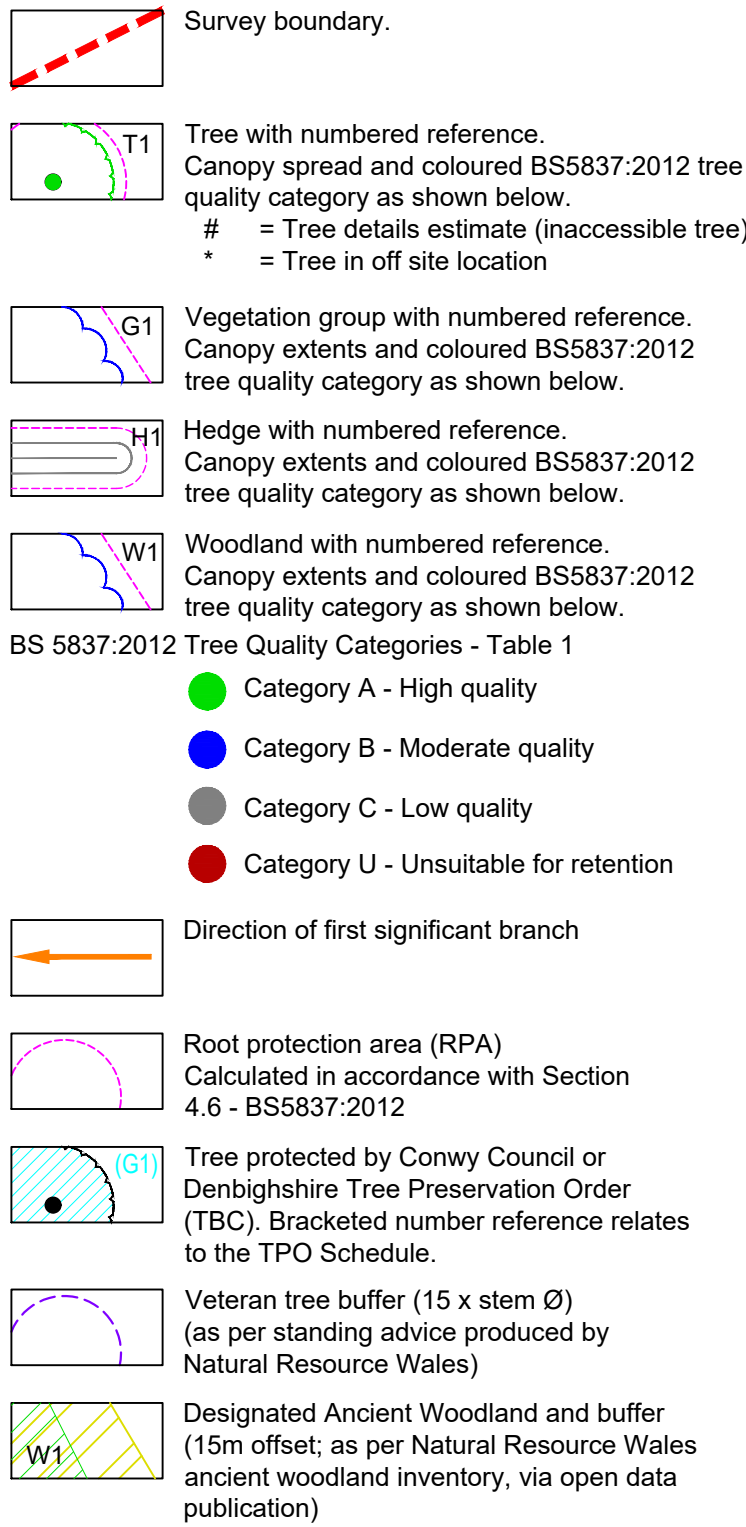 Survey boundary.
T1
Tree with numbered reference.
Canopy spread and coloured BS5837:2012 tree
quality category as shown below.
# = Tree details estimate (inaccessible tree)
* = Tree in off site location
G1
Vegetation group with numbered reference.
Canopy extents and coloured BS5837:2012
tree quality category as shown below.
H1
Hedge with numbered reference.
Canopy extents and coloured BS5837:2012
tree quality category as shown below.
W1
Woodland with numbered reference.
Canopy extents and coloured BS5837:2012
tree quality category as shown below.
BS 5837:2012 Tree Quality Categories - Table 1
Category A - High quality
Category B - Moderate quality
Category C - Low quality
Category U - Unsuitable for retention
Direction of first significant branch
Root protection area (RPA)
Calculated in accordance with Section
4.6 - BS5837:2012
(G1)
Tree protected by Conwy Council or
Denbighshire Tree Preservation Order
(TBC). Bracketed number reference relates
to the TPO Schedule.
Veteran tree buffer (15 x stem Ø)
(as per standing advice produced by
Natural Resource Wales)
W1
Designated Ancient Woodland and buffer
(15m offset; as per Natural Resource Wales
ancient woodland inventory, via open data
publication)